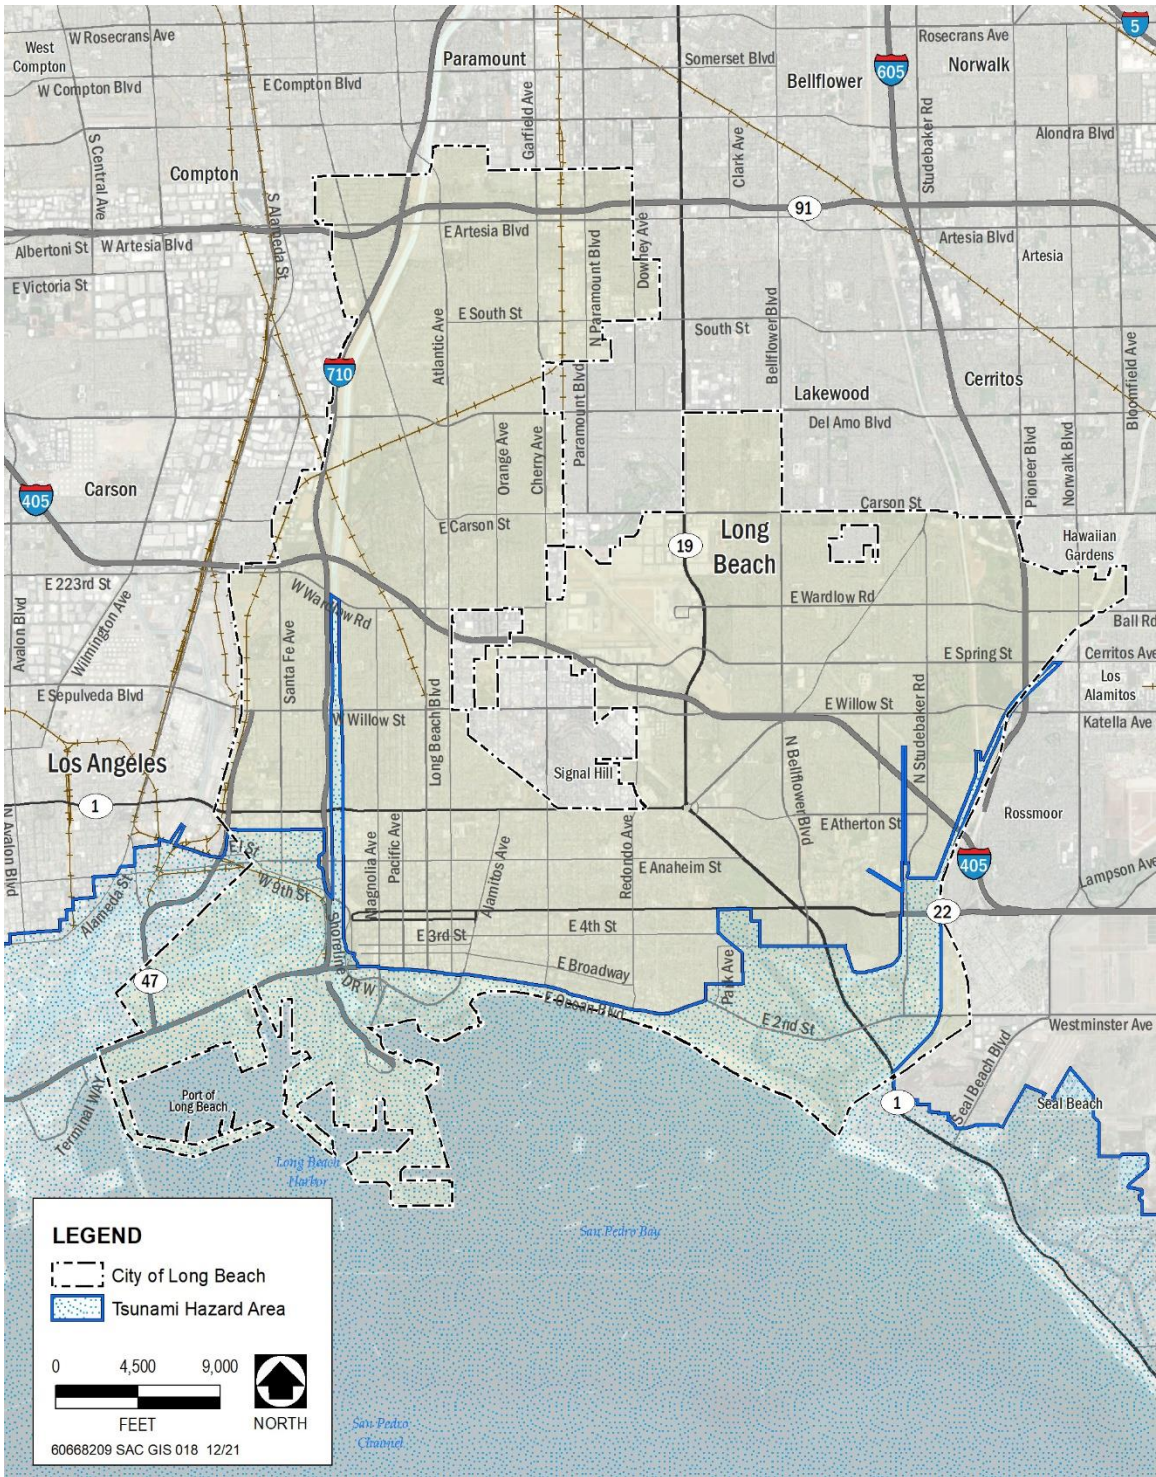 5
W Rosecrans Ave
Rosecrans Ave
West
Compton
Paramount
Somerset Blvd
605
Norwalk
Bellflower
W Compton Blvd
E Compton Blvd
Garfield Ave
Studebaker Rd
Alondra Blvd
S Central Ave
Clark Ave
Compton
S Alameda St
91
Albertoni St
W Artesia Blvd
E Artesia Blvd
Downey Ave
Artesia Blvd
Artesia
N Paramount Blvd
E Victoria St
Bellflower Blvd
E South St
South St
Atlantic Ave
Bloomfield Ave
710
Paramount Blvd
Lakewood
Cerritos
Del Amo Blvd
Orange Ave
Cherry Ave
Pioneer Blvd
Norwalk Blvd
405
Carson
E Carson St
Carson St
Long
Beach
19
Hawaiian
Gardens
E 223rd St
W Wardlow Rd
E Wardlow Rd
Avalon Blvd
Wilmington Ave
Santa Fe Ave
Ball Rd
E Spring St
Cerritos Ave
Los
Alamitos
E Sepulveda Blvd
Long Beach Blvd
N Studebaker Rd
E Willow St
W Willow St
Katella Ave
Los Angeles
Signal Hill
N Bellflower Blvd
1
Rossmoor
E Atherton St
N Avalon Blvd
E I St
Magnolia Ave
Pacific Ave
Alamitos Ave
Redondo Ave
E Anaheim St
405
Lampson Ave
Alameda St
W 9th St
22
Shoreline DR W
E 3rd St
E 4th St
E Broadway
Park Ave
47
E Ocean Blvd
E 2nd St
Westminster Ave
Terminal WAY
Port of
Long Beach
1
Seal Beach Blvd
Seal Beach
Long Beach
Harbor
San Pedro Bay
LEGEND
City of Long Beach
Tsunami Hazard Area
0 4,500 9,000
FEET
NORTH
60668209 SAC GIS 018 12/21
San Pedro
Channel